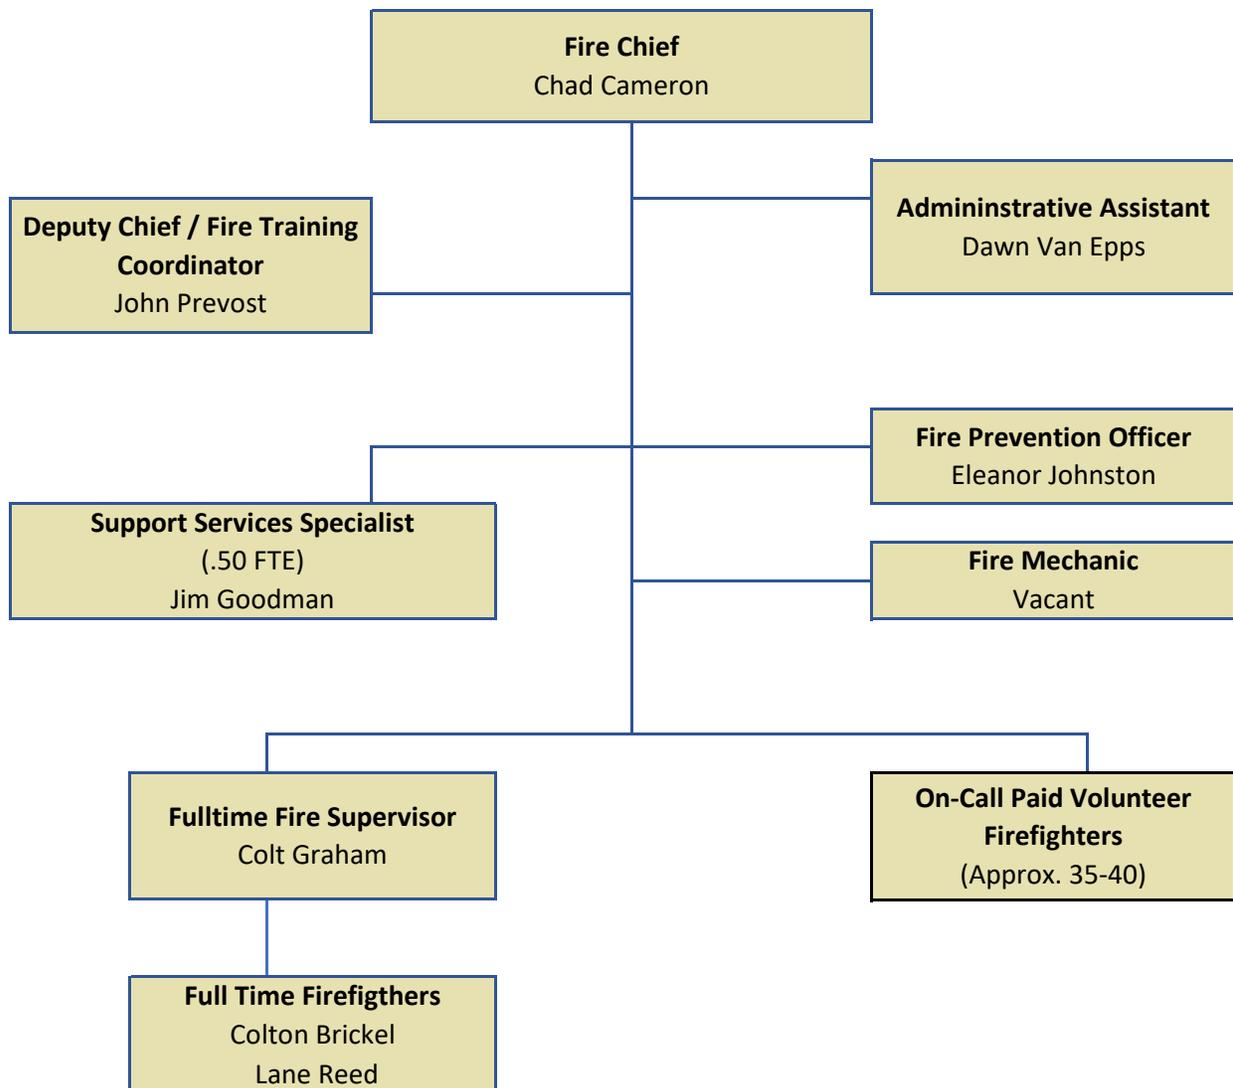 Fire Chief
Chad Cameron
Admininstrative Assistant
Dawn Van Epps
Deputy Chief / Fire Training
Coordinator
John Prevost
Fire Prevention Officer
Eleanor Johnston
Support Services Specialist
(.50 FTE)
Jim Goodman
Fire Mechanic
Vacant
Fulltime Fire Supervisor
Colt Graham
On-Call Paid Volunteer
Firefighters
(Approx. 35-40)
Full Time Firefigthers
Colton Brickel
Lane Reed